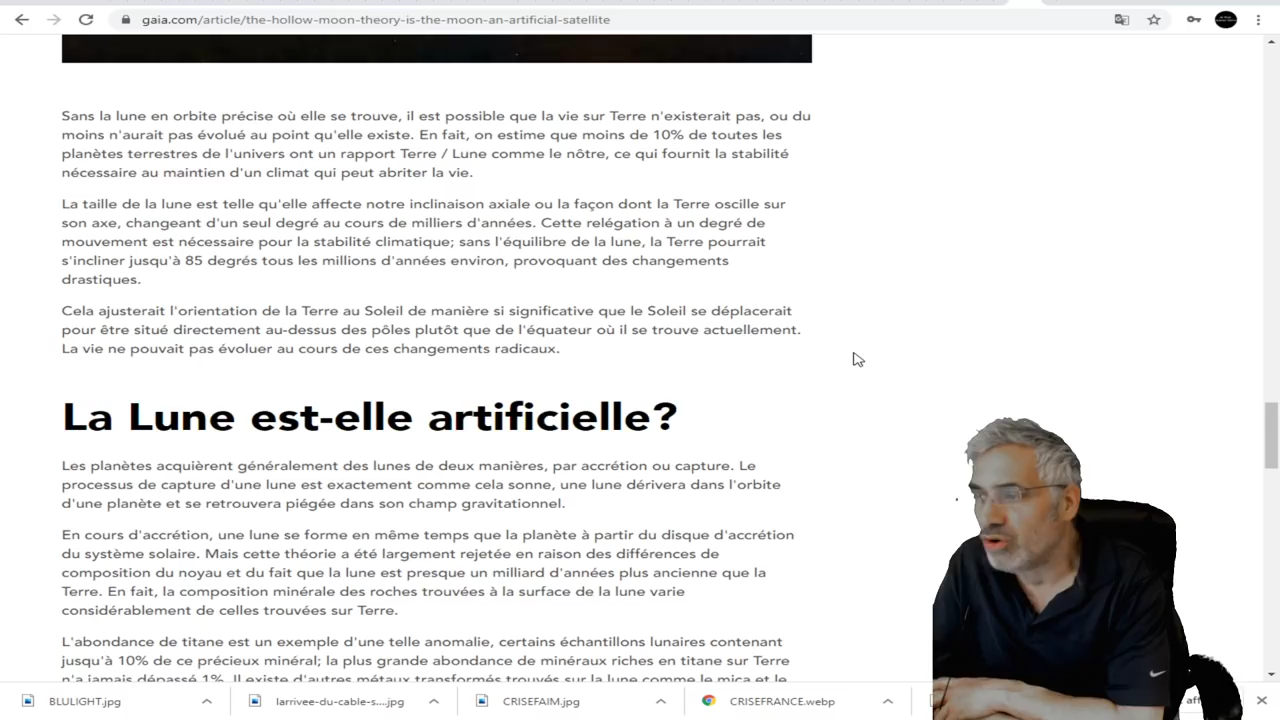 gaia.com/article/the-hollow-moon-theory-is-the-moon-an-artificial-satellite
Sans la lune en orbite précise où elle se trouve, il est possible que la vie sur Terre n'existerait pas, ou du
moins n'aurait pas évolué au point qu'elle existe. En fait, on estime que moins de 10% de toutes les
planètes terrestres de l'univers ont un rapport Terre / Lune comme le nôtre, ce qui fournit la stabilité
nécessaire au maintien d'un climat qui peut abriter la vie.
La taille de la lune est telle qu'elle affecte notre inclinaison axiale ou la façon dont la Terre oscille sur
son axe, changeant d'un seul degré au cours de milliers d'années. Cette relégation à un degré de
mouvement est nécessaire pour la stabilité climatique; sans l'équilibre de la lune, la Terre pourrait
s'incliner jusqu'à 85 degrés tous les millions d'années environ, provoquant des changements
drastiques.
Cela ajusterait l'orientation de la Terre au Soleil de manière si significative que le Soleil se déplacerait
pour être situé directement au-dessus des pôles plutôt que de l'équateur où il se trouve actuellement.
La vie ne pouvait pas évoluer au cours de ces changements radicaux.
La Lune est-elle artificielle?
Les planètes acquièrent généralement des lunes de deux manières, par accrétion ou capture. Le
processus de capture d'une lune est exactement comme cela sonne, une lune dérivera dans l'orbite
d'une planète et se retrouvera piégée dans son champ gravitationnel.
En cours d'accrétion, une lune se forme en même temps que la planète à partir du disque d'accrétion
du système solaire. Mais cette théorie a été largement rejetée en raison des différences de
composition du noyau et du fait que la lune est presque un milliard d'années plus ancienne que la
Terre. En fait, la composition minérale des roches trouvées à la surface de la lune varie
considérablement de celles trouvées sur Terre.
L'abondance de titane est un exemple d'une telle anomalie, certains échantillons lunaires contenant
jusqu'à 10% de ce précieux minéral; la plus grande abondance de minéraux riches en titane sur Terre
n'a jamais dépassé 1%. Il existe d'autres métaux transformés trouvés sur la lune comme le mica et le
BLULIGHT.jpg
larrivee-du-cable-s....jpg
CRISEFAIM.jpg
CRISEFRANCE.webp